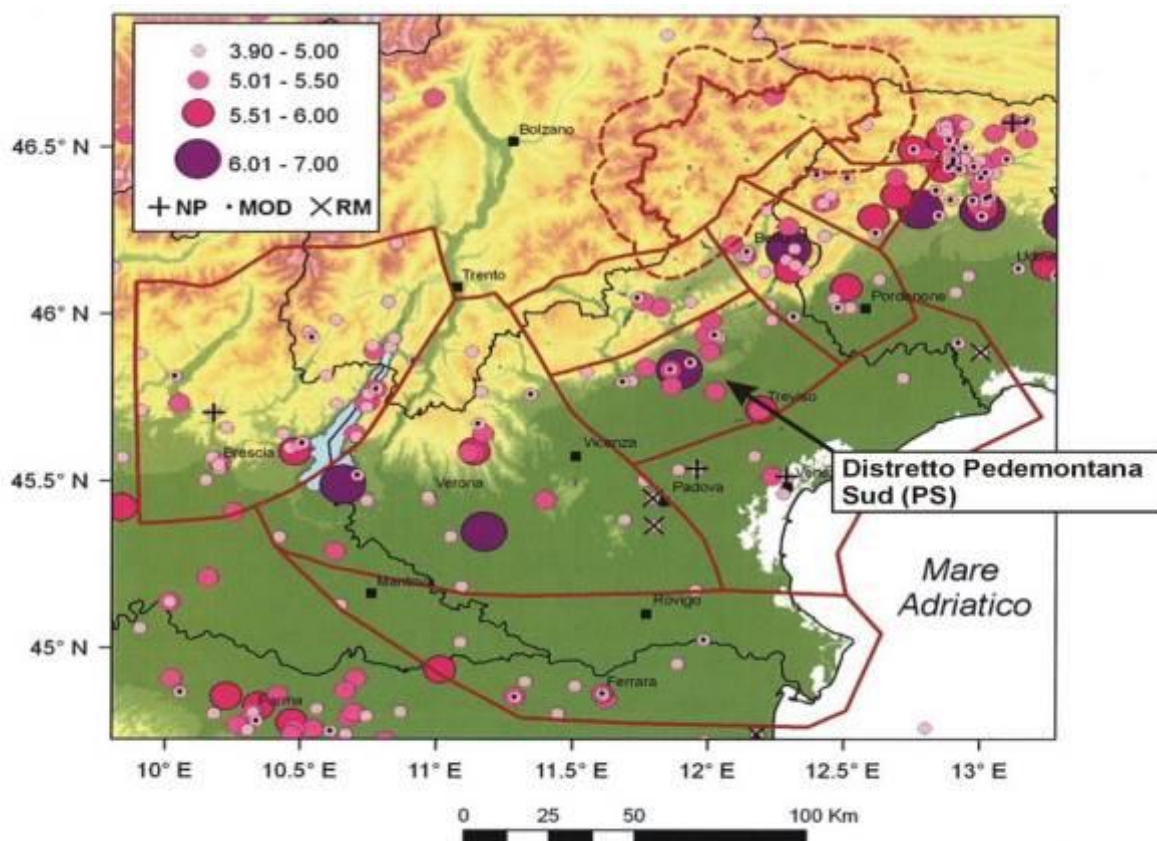 3.90 - 5.00
5.01 - 5.50
5.51 - 6.00
6.01 - 7.00
NP
MOD
RM
Bolzano
Trento
Pordenone
Treviso
Brescia
Vicenza
Verona
Padova
Distretto Pedemontana
Sud (PS)
Rovigo
Ferrara
Mare
Adriatico
46.5° N
46° N
45.5° N
45° N
10° E
10.5° E
11° E
11.5° E
12° E
12.5° E
13° E
0
25
50
100 Km